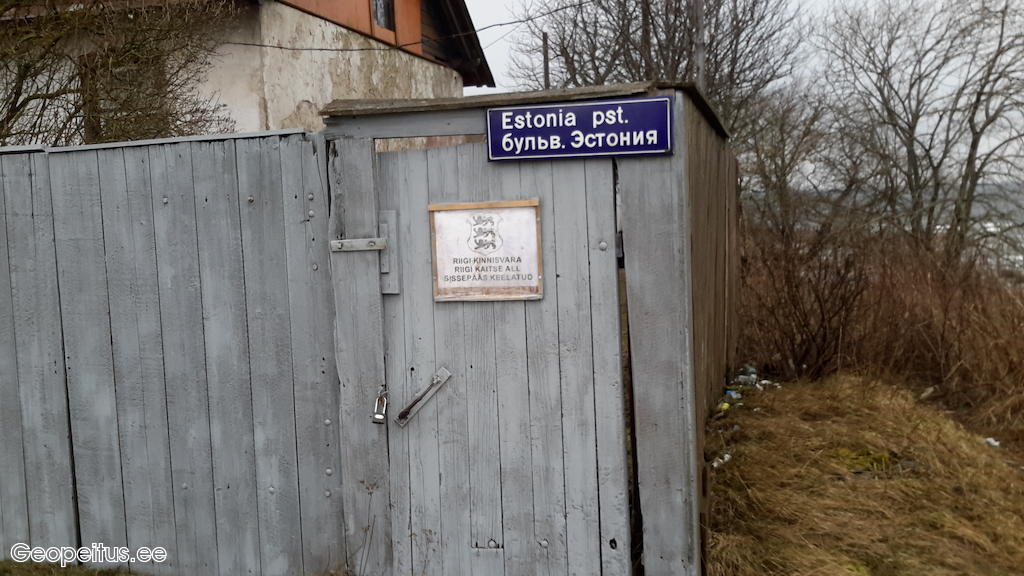 Estonia pst.
бульв. Эстония
RIIGI KINNISVARA
RIIGI KAITSE ALL
SISSEPÄÄS KEELATUD
Geopeitus.ee